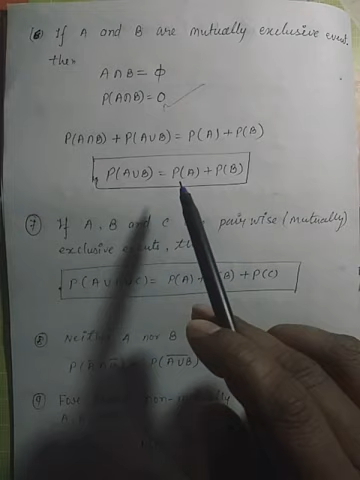 (6) If A and B are mutually exclusive event.
then
A∩B = ϕ
P(A∩B) = 0
P(A∩B) + P(A∪B) = P(A) + P(B)
P(A∪B) = P(A) + P(B)
(7) If A, B and C pair wise (mutually)
exclusive events,
P(A∪B∪C) = P(A) + P(B) + P(C)
(8) Neither A nor B
P(A̅∩B̅) = P(A∪B)̅
(9)
A,